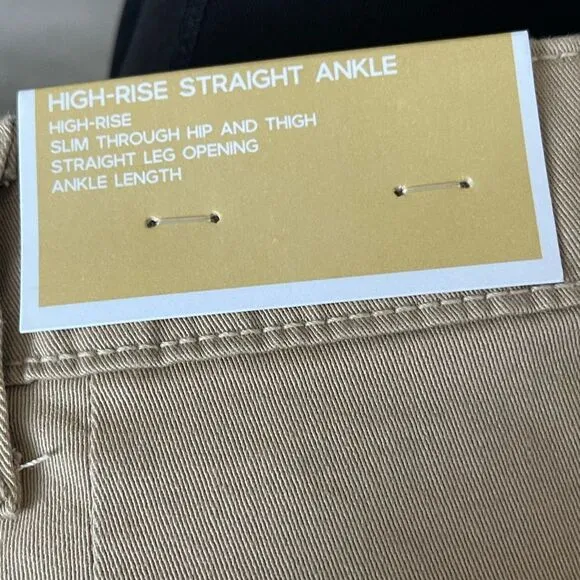 HIGH-RISE STRAIGHT ANKLE
HIGH-RISE
SLIM THROUGH HIP AND THIGH
STRAIGHT LEG OPENING
ANKLE LENGTH